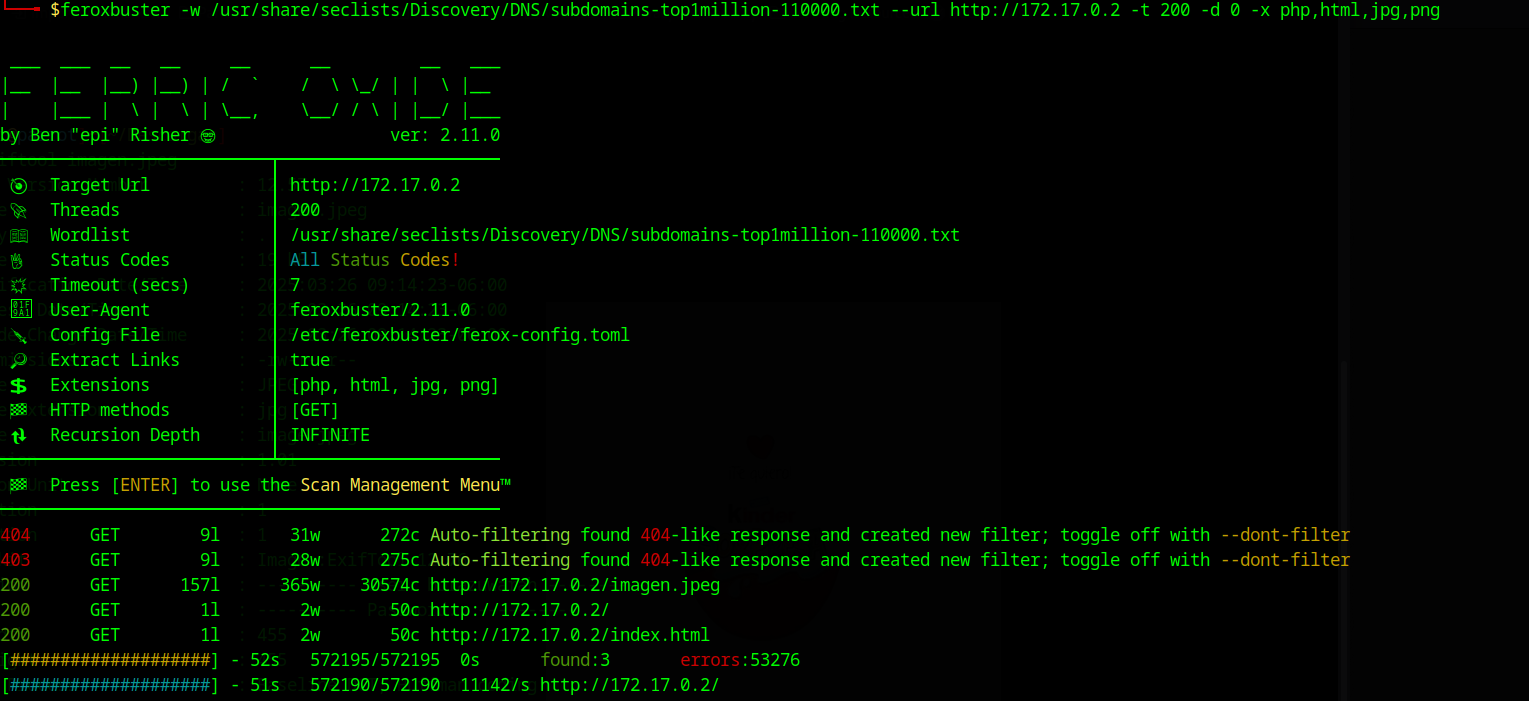 $feroxbuster -w /usr/share/seclists/Discovery/DNS/subdomains-top1million-110000.txt --url http://172.17.0.2 -t 200 -d 0 -x php,html,jpg,png
FERRIC OXIDE
by Ben "epi" Risher 🤓 ver: 2.11.0
Target Url http://172.17.0.2
Threads 200
Wordlist /usr/share/seclists/Discovery/DNS/subdomains-top1million-110000.txt
Status Codes All Status Codes!
Timeout (secs) 7
User-Agent feroxbuster/2.11.0
Config File /etc/feroxbuster/ferox-config.toml
Extract Links true
Extensions [php, html, jpg, png]
HTTP methods [GET]
Recursion Depth INFINITE
Press [ENTER] to use the Scan Management Menu™
404 GET 9l 31w 272c Auto-filtering found 404-like response and created new filter; toggle off with --dont-filter
403 GET 9l 28w 275c Auto-filtering found 404-like response and created new filter; toggle off with --dont-filter
200 GET 157l 365w 30574c http://172.17.0.2/imagen.jpeg
200 GET 1l 2w 50c http://172.17.0.2/
200 GET 1l 2w 50c http://172.17.0.2/index.html
[####################] - 52s 572195/572195 0s found:3 errors:53276
[####################] - 51s 572190/572190 11142/s http://172.17.0.2/